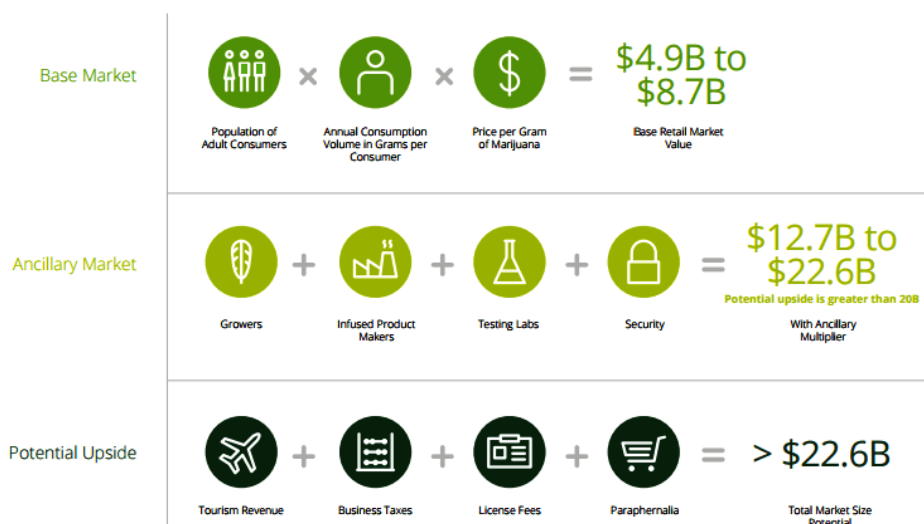 Base Market
$4.9B to
$8.7B
Population of
Adult Consumers
Annual Consumption
Volume in Grams per
Consumer
Price per Gram
of Marijuana
Base Retail Market
Value
Ancillary Market
$12.7B to
$22.6B
Potential upside is greater than 20B
Growers
Infused Product
Makers
Testing Labs
Security
With Ancillary
Multiplier
Potential Upside
> $22.6B
Tourism Revenue
Business Taxes
License Fees
Paraphernalia
Total Market Size
Potential